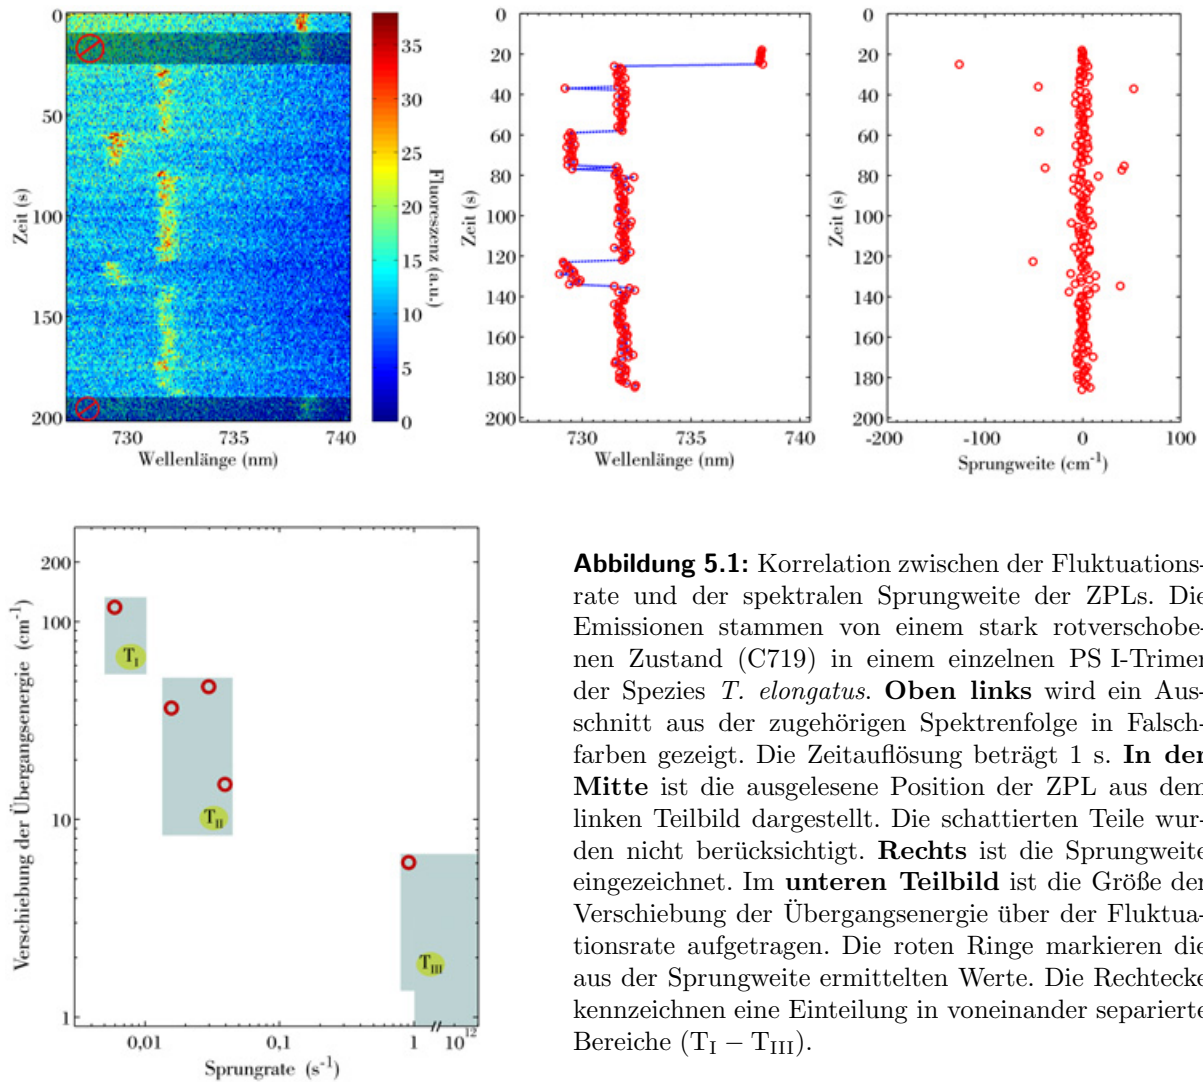 0
50
100
150
200
Zeit (s)
730
735
740
Wellenlänge (nm)
35
30
25
20
15
10
5
0
Fluoreszenz (a.u.)
0
20
40
60
80
100
120
140
160
180
200
Zeit (s)
730
735
740
Wellenlänge (nm)
0
20
40
60
80
100
120
140
160
180
200
Zeit (s)
-200
-100
0
100
Sprungweite (cm⁻¹)
200
100
10
1
Verschiebung der Übergangsenergie (cm⁻¹)
T_I
T_II
T_III
0,01
0,1
1
10¹²
Sprungrate (s⁻¹)
Abbildung 5.1: Korrelation zwischen der Fluktuations-
rate und der spektralen Sprungweite der ZPLs. Die
Emissionen stammen von einem stark rotverschobe-
nen Zustand (C719) in einem einzelnen PS I-Trimer
der Spezies T. elongatus. Oben links wird ein Aus-
schnitt aus der zugehörigen Spektrenfolge in Falsch-
farben gezeigt. Die Zeitauflösung beträgt 1 s. In der
Mitte ist die ausgelesene Position der ZPL aus dem
linken Teilbild dargestellt. Die schattierten Teile wur-
den nicht berücksichtigt. Rechts ist die Sprungweite
eingezeichnet. Im unteren Teilbild ist die Größe der
Verschiebung der Übergangsenergie über der Fluktua-
tionsrate aufgetragen. Die roten Ringe markieren die
aus der Sprungweite ermittelten Werte. Die Rechtecke
kennzeichnen eine Einteilung in voneinander separierte
Bereiche (T_I − T_III).